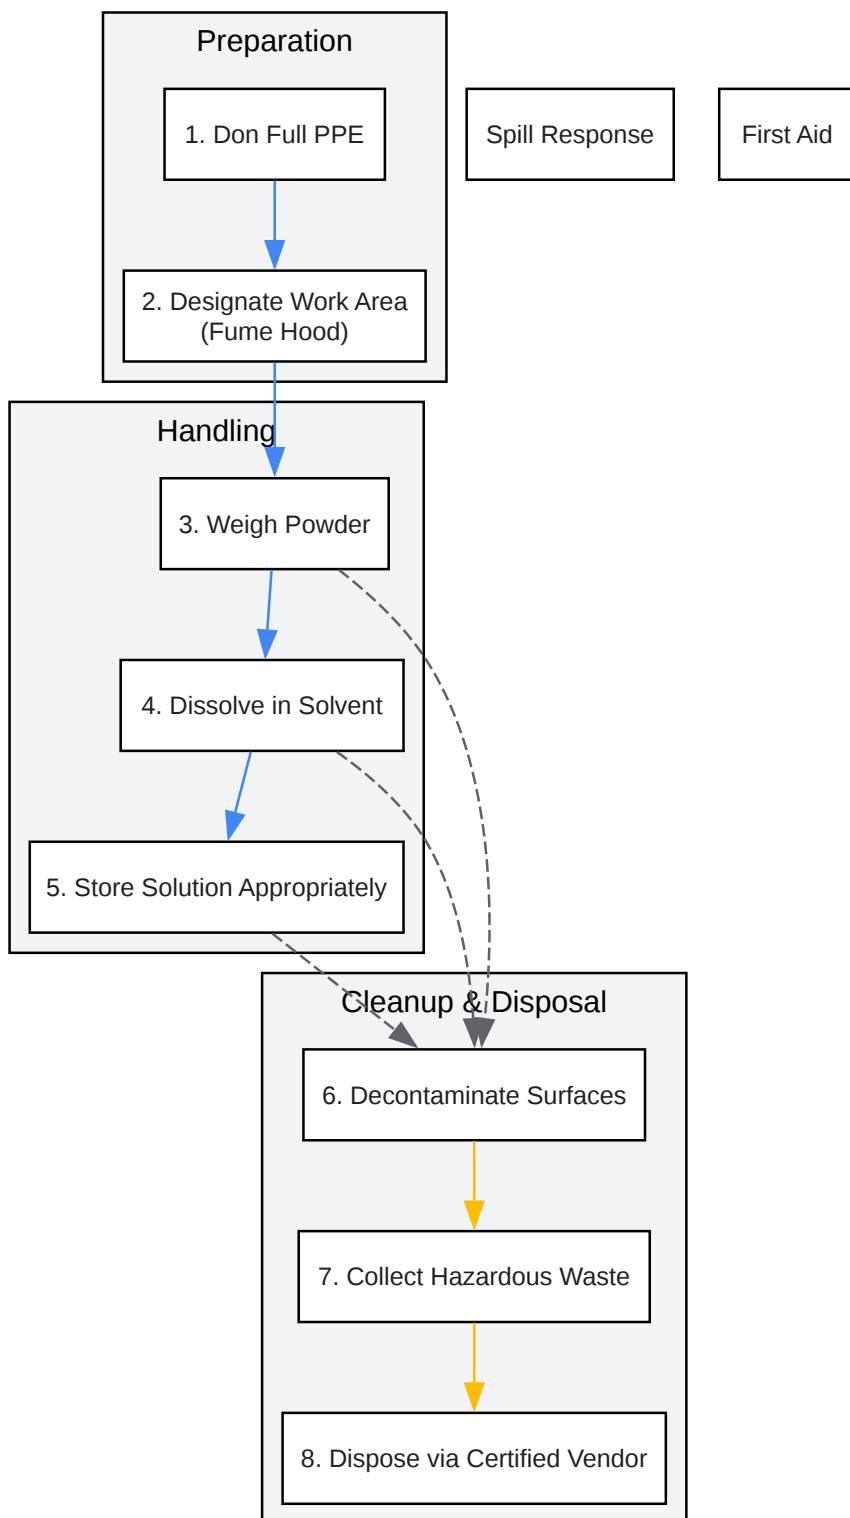 Preparation
1. Don Full PPE
Spill Response
First Aid
2. Designate Work Area
(Fume Hood)
Handling
3. Weigh Powder
4. Dissolve in Solvent
5. Store Solution Appropriately
Cleanup & Disposal
6. Decontaminate Surfaces
7. Collect Hazardous Waste
8. Dispose via Certified Vendor